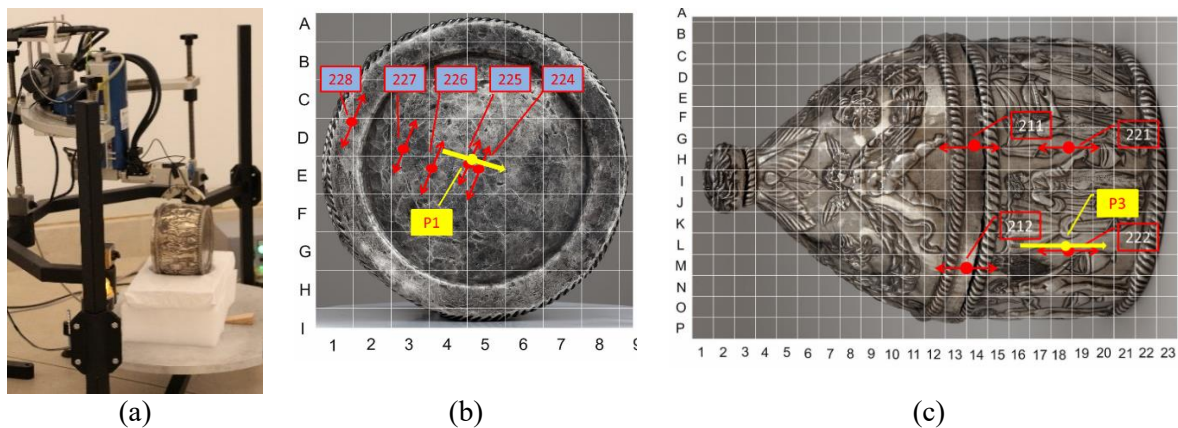 A
B
C
D
E
F
G
H
I
228
227
226
225
224
P1
1 2 3 4 5 6 7 8 9
A
B
C
D
E
F
G
H
I
J
K
L
M
N
O
P
211
221
P3
212
222
1 2 3 4 5 6 7 8 9 10 11 12 13 14 15 16 17 18 19 20 21 22 23
(a)
(b)
(c)